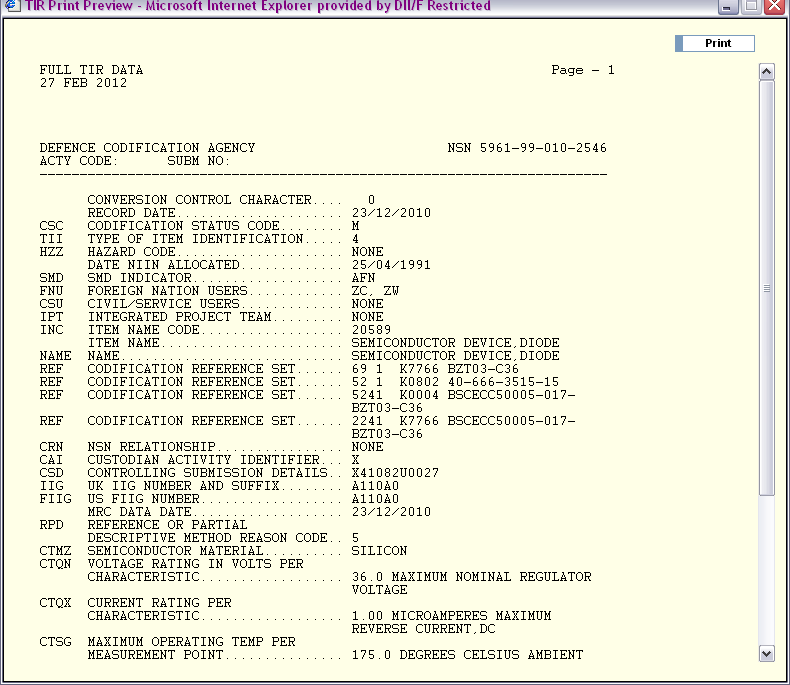 TIR Print Preview - Microsoft Internet Explorer provided by DII/F Restricted
Print
FULL TIR DATA Page - 1
27 FEB 2012
DEFENCE CODIFICATION AGENCY NSN 5961-99-010-2546
ACTY CODE: SUBM NO:
-----------------------------------------------------------------------
CONVERSION CONTROL CHARACTER.... 0
RECORD DATE..................... 23/12/2010
CSC CODIFICATION STATUS CODE........ M
TII TYPE OF ITEM IDENTIFICATION..... 4
HZZ HAZARD CODE..................... NONE
DATE NIIN ALLOCATED............. 25/04/1991
SMD SMD INDICATOR................... AFN
FNU FOREIGN NATION USERS............ ZC, ZW
CSU CIVIL/SERVICE USERS............. NONE
IPT INTEGRATED PROJECT TEAM......... NONE
INC ITEM NAME CODE.................. 20589
ITEM NAME....................... SEMICONDUCTOR DEVICE,DIODE
NAME NAME............................ SEMICONDUCTOR DEVICE,DIODE
REF CODIFICATION REFERENCE SET...... 69 1 K7766 BZT03-C36
REF CODIFICATION REFERENCE SET...... 52 1 K0802 40-666-3515-15
REF CODIFICATION REFERENCE SET...... 5241 K0004 BSCECC50005-017-
BZT03-C36
REF CODIFICATION REFERENCE SET...... 2241 K7766 BSCECC50005-017-
BZT03-C36
CRN NSN RELATIONSHIP................ NONE
CAI CUSTODIAN ACTIVITY IDENTIFIER... X
CSD CONTROLLING SUBMISSION DETAILS.. X41082U0027
IIG UK IIG NUMBER AND SUFFIX........ A110A0
FIIG US FIIG NUMBER.................. A110A0
MRC DATA DATE................... 23/12/2010
RPD REFERENCE OR PARTIAL
DESCRIPTIVE METHOD REASON CODE.. 5
CTMZ SEMICONDUCTOR MATERIAL.......... SILICON
CTQN VOLTAGE RATING IN VOLTS PER
CHARACTERISTIC.................. 36.0 MAXIMUM NOMINAL REGULATOR
VOLTAGE
CTQX CURRENT RATING PER
CHARACTERISTIC.................. 1.00 MICROAMPERES MAXIMUM
REVERSE CURRENT,DC
CTSG MAXIMUM OPERATING TEMP PER
MEASUREMENT POINT............... 175.0 DEGREES CELSIUS AMBIENT